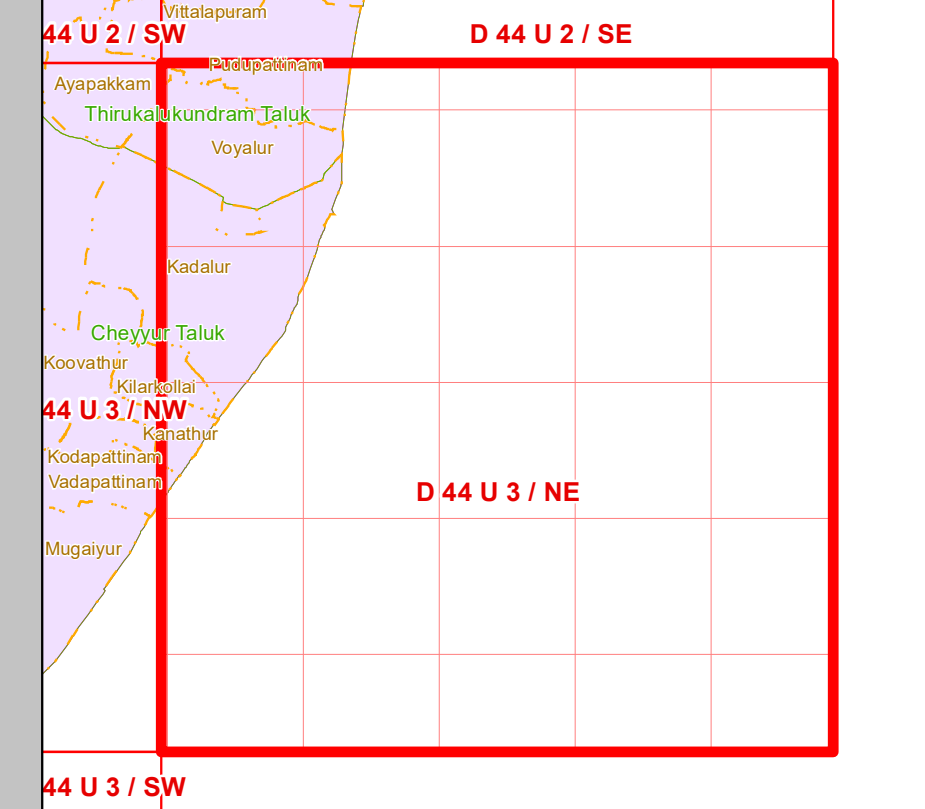 Vittalapuram
44 U 2 / SW
D 44 U 2 / SE
Pudupattinam
Ayapakkam
Thirukalukundram Taluk
Voyalur
Kadalur
Cheyyur Taluk
Koovathur
Kilarkollai
44 U 3 / NW
Kanathur
Kodapattinam
Vadapattinam
D 44 U 3 / NE
Mugaiyur
44 U 3 / SW